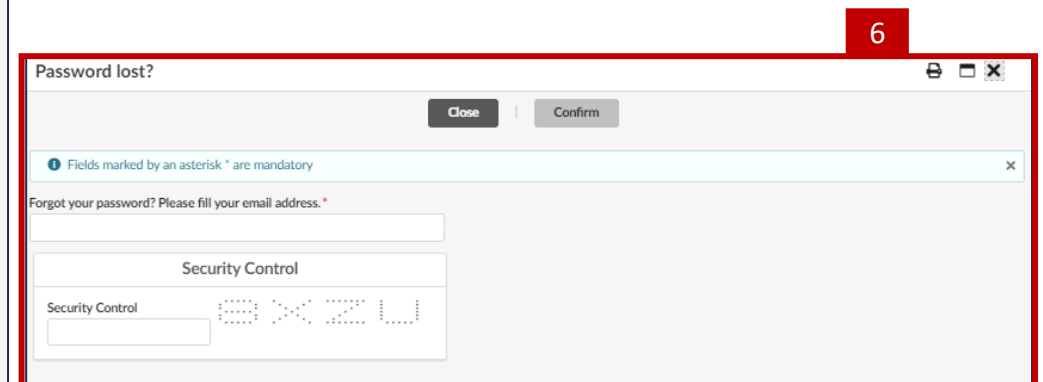 6
Password lost?
Close | Confirm
Fields marked by an asterisk * are mandatory
Forgot your password? Please fill your email address. *
Security Control
Security Control